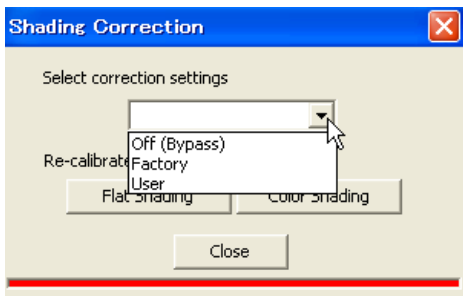 Shading Correction
Select correction settings
Off (Bypass)
Factory
User
Re-calibrate
Flat Shading
Color Shading
Close